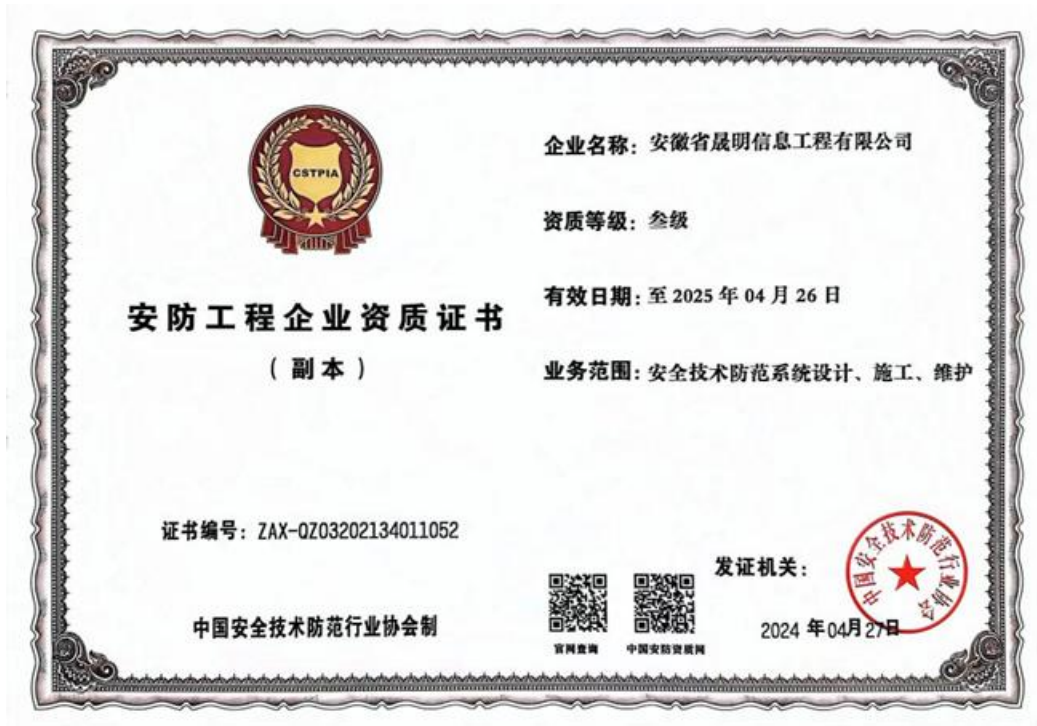 CSTPIA
2006
安防工程企业资质证书
（副本）
证书编号：ZAX-QZ03202134011052
中国安全技术防范行业协会制
企业名称：安徽省晟明信息工程有限公司
资质等级：叁级
有效日期：至 2025 年 04 月 26 日
业务范围：安全技术防范系统设计、施工、维护
官网查询
中国安防资质网
发证机关：
中国安全技术防范行业协会
2024 年04月27日